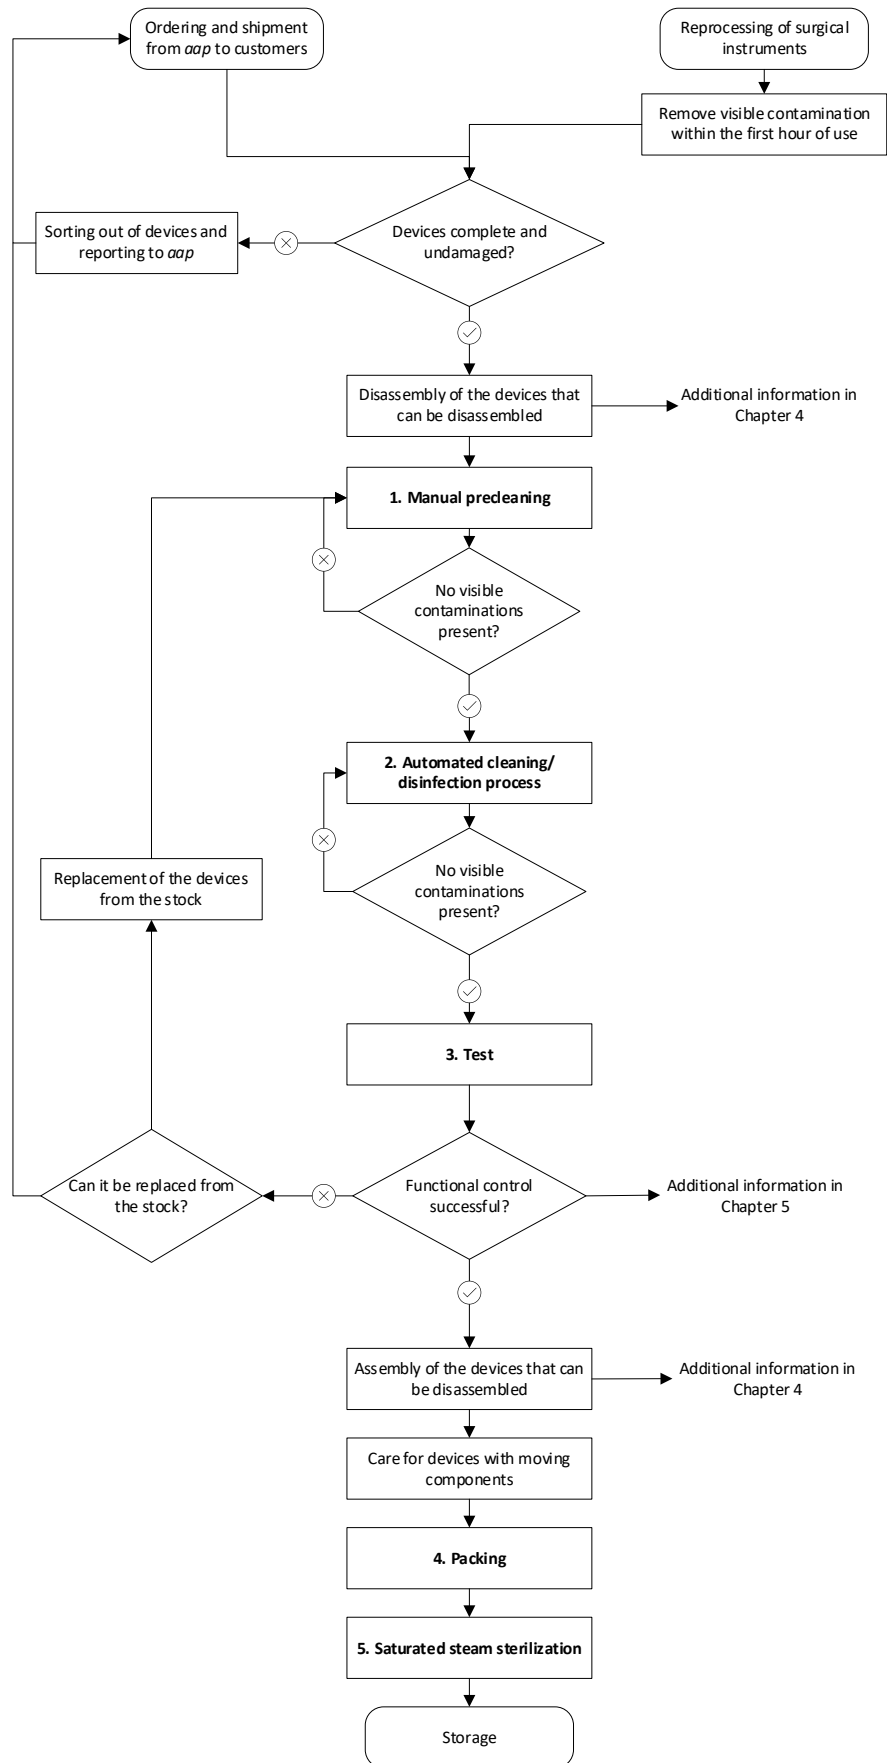 Ordering and shipment
from aap to customers
Reprocessing of surgical
instruments
Remove visible contamination
within the first hour of use
Sorting out of devices and
reporting to aap
Devices complete and
undamaged?
Disassembly of the devices that
can be disassembled
Additional information in
Chapter 4
1. Manual precleaning
No visible
contaminations
present?
2. Automated cleaning/
disinfection process
Replacement of the devices
from the stock
No visible
contaminations
present?
3. Test
Can it be replaced from
the stock?
Functional control
successful?
Additional information in
Chapter 5
Assembly of the devices that can
be disassembled
Additional information in
Chapter 4
Care for devices with moving
components
4. Packing
5. Saturated steam sterilization
Storage